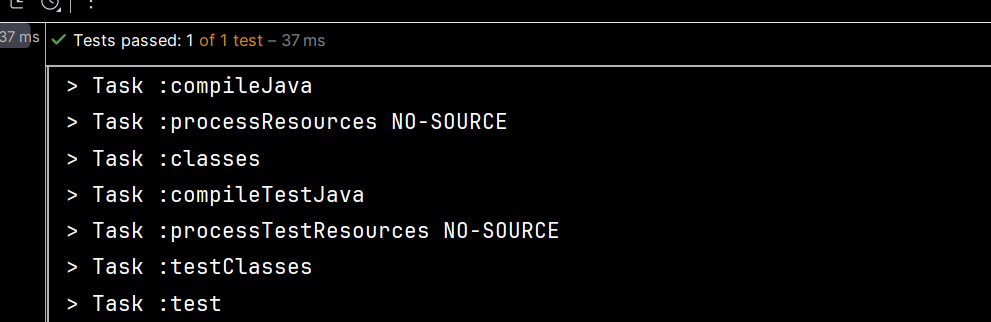 37 ms
Tests passed: 1 of 1 test – 37 ms
> Task :compileJava
> Task :processResources NO-SOURCE
> Task :classes
> Task :compileTestJava
> Task :processTestResources NO-SOURCE
> Task :testClasses
> Task :test